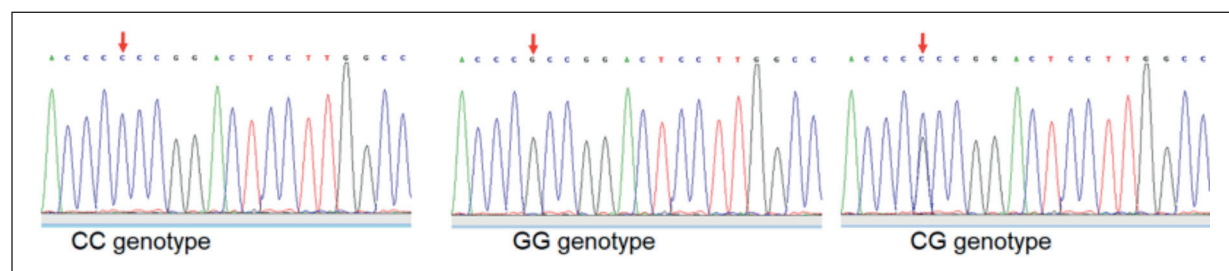 A C C C C C C G G A C T C C T T G G C C
A C C C G C C G G A C T C C T T G G C C
A C C C C C C G G A C T C C T T G G C C
CC genotype
GG genotype
CG genotype